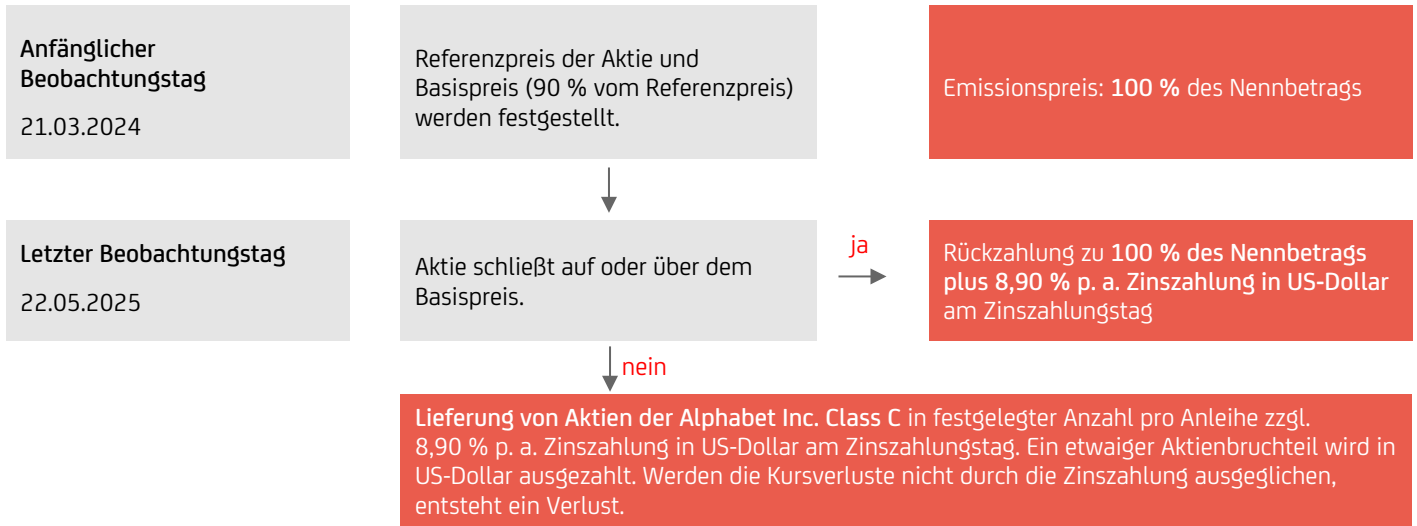 Anfänglicher
Beobachtungstag
21.03.2024
Referenzpreis der Aktie und
Basispreis (90 % vom Referenzpreis)
werden festgestellt.
Emissionspreis: 100 % des Nennbetrags
Letzter Beobachtungstag
22.05.2025
Aktie schließt auf oder über dem
Basispreis.
ja
Rückzahlung zu 100 % des Nennbetrags
plus 8,90 % p. a. Zinszahlung in US-Dollar
am Zinszahlungstag
nein
Lieferung von Aktien der Alphabet Inc. Class C in festgelegter Anzahl pro Anleihe zzgl.
8,90 % p. a. Zinszahlung in US-Dollar am Zinszahlungstag. Ein etwaiger Aktienbruchteil wird in
US-Dollar ausgezahlt. Werden die Kursverluste nicht durch die Zinszahlung ausgeglichen,
entsteht ein Verlust.